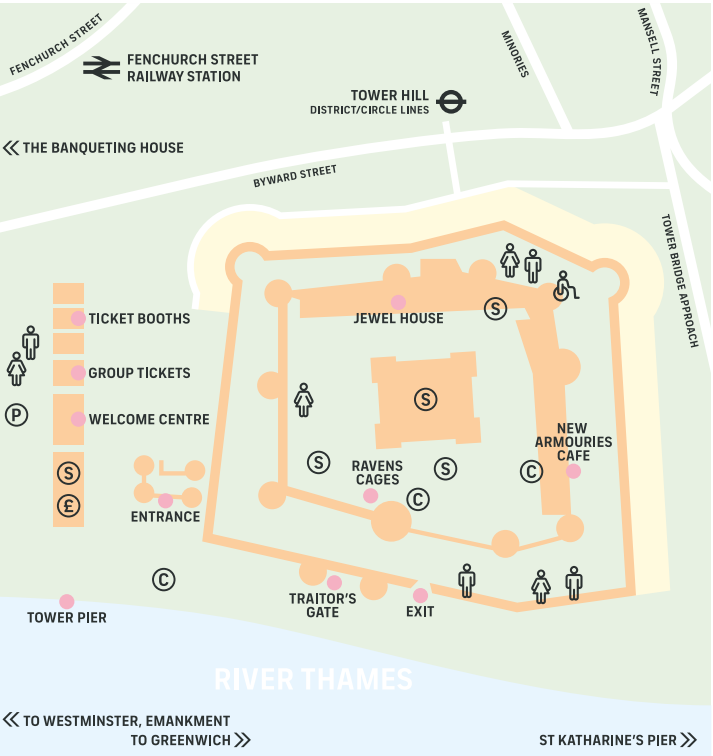 FENCHURCH STREET
FENCHURCH STREET
RAILWAY STATION
MINORIES
MANSELL STREET
TOWER HILL
DISTRICT/CIRCLE LINES
THE BANQUETING HOUSE
BYWARD STREET
TOWER BRIDGE APPROACH
TICKET BOOTHS
JEWEL HOUSE
S
GROUP TICKETS
P
WELCOME CENTRE
S
NEW
ARMOURIES
CAFE
S
S
S
C
RAVENS
CAGES
C
£
ENTRANCE
C
TRAITOR'S
GATE
EXIT
TOWER PIER
RIVER THAMES
TO WESTMINSTER, EMANKMENT
TO GREENWICH
ST KATHARINE'S PIER